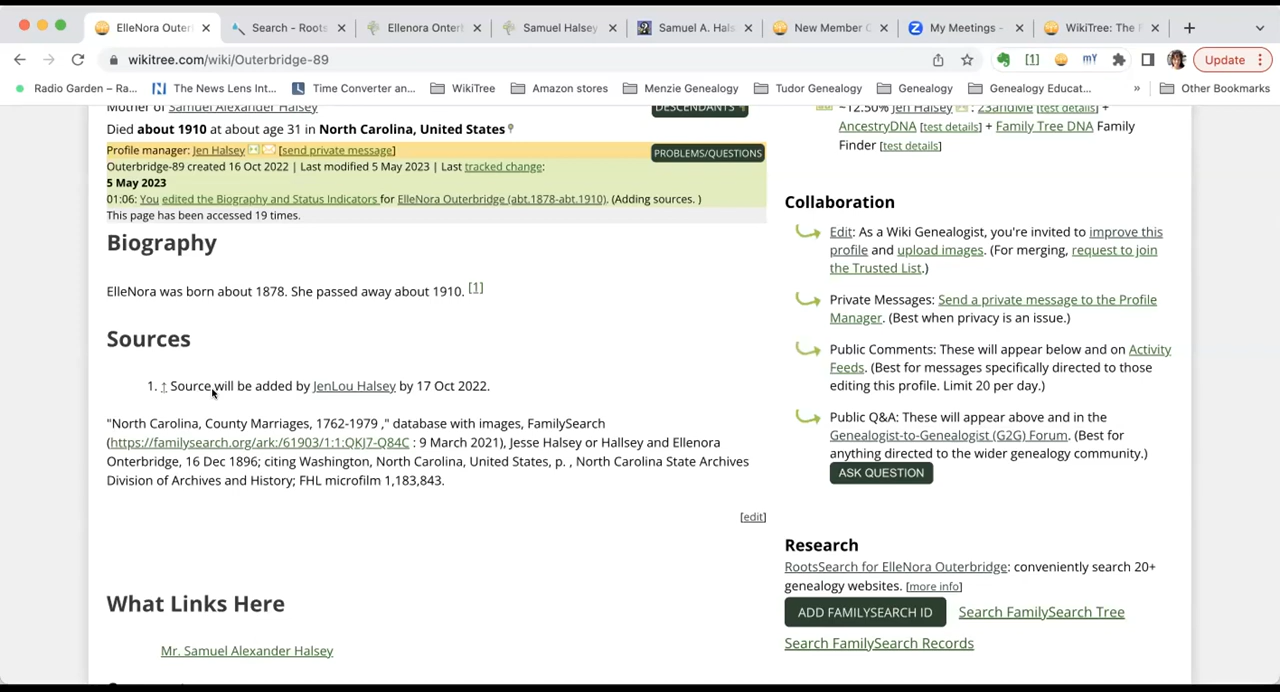 ElleNora Outer
Search - Roots
Ellenora Outerl
Samuel Halsey
Samuel A. Hals
New Member G
My Meetings -
WikiTree: The F
wikitree.com/wiki/Outerbridge-89
Update
Radio Garden – Ra...
The News Lens Int...
Time Converter an...
WikiTree
Amazon stores
Menzie Genealogy
Tudor Genealogy
Genealogy
Genealogy Educat...
»
Other Bookmarks
Mother of Samuel Alexander Halsey
DESCENDANTS
Died about 1910 at about age 31 in North Carolina, United States
Profile manager: Jen Halsey [send private message]
PROBLEMS/QUESTIONS
Outerbridge-89 created 16 Oct 2022 | Last modified 5 May 2023 | Last tracked change:
5 May 2023
01:06: You edited the Biography and Status Indicators for ElleNora Outerbridge (abt.1878-abt.1910). (Adding sources. )
This page has been accessed 19 times.
Biography
ElleNora was born about 1878. She passed away about 1910. [1]
Sources
1. ↑ Source will be added by JenLou Halsey by 17 Oct 2022.
"North Carolina, County Marriages, 1762-1979 ," database with images, FamilySearch
(https://familysearch.org/ark:/61903/1:1:QKJ7-Q84C : 9 March 2021), Jesse Halsey or Hallsey and Ellenora
Onterbridge, 16 Dec 1896; citing Washington, North Carolina, United States, p. , North Carolina State Archives
Division of Archives and History; FHL microfilm 1,183,843.
[edit]
What Links Here
Mr. Samuel Alexander Halsey
~12.50% Jen Halsey : 23andMe [test details] +
AncestryDNA [test details] + Family Tree DNA Family
Finder [test details]
Collaboration
Edit: As a Wiki Genealogist, you're invited to improve this
profile and upload images. (For merging, request to join
the Trusted List.)
Private Messages: Send a private message to the Profile
Manager. (Best when privacy is an issue.)
Public Comments: These will appear below and on Activity
Feeds. (Best for messages specifically directed to those
editing this profile. Limit 20 per day.)
Public Q&A: These will appear above and in the
Genealogist-to-Genealogist (G2G) Forum. (Best for
anything directed to the wider genealogy community.)
ASK QUESTION
Research
RootsSearch for ElleNora Outerbridge: conveniently search 20+
genealogy websites. [more info]
ADD FAMILYSEARCH ID
Search FamilySearch Tree
Search FamilySearch Records